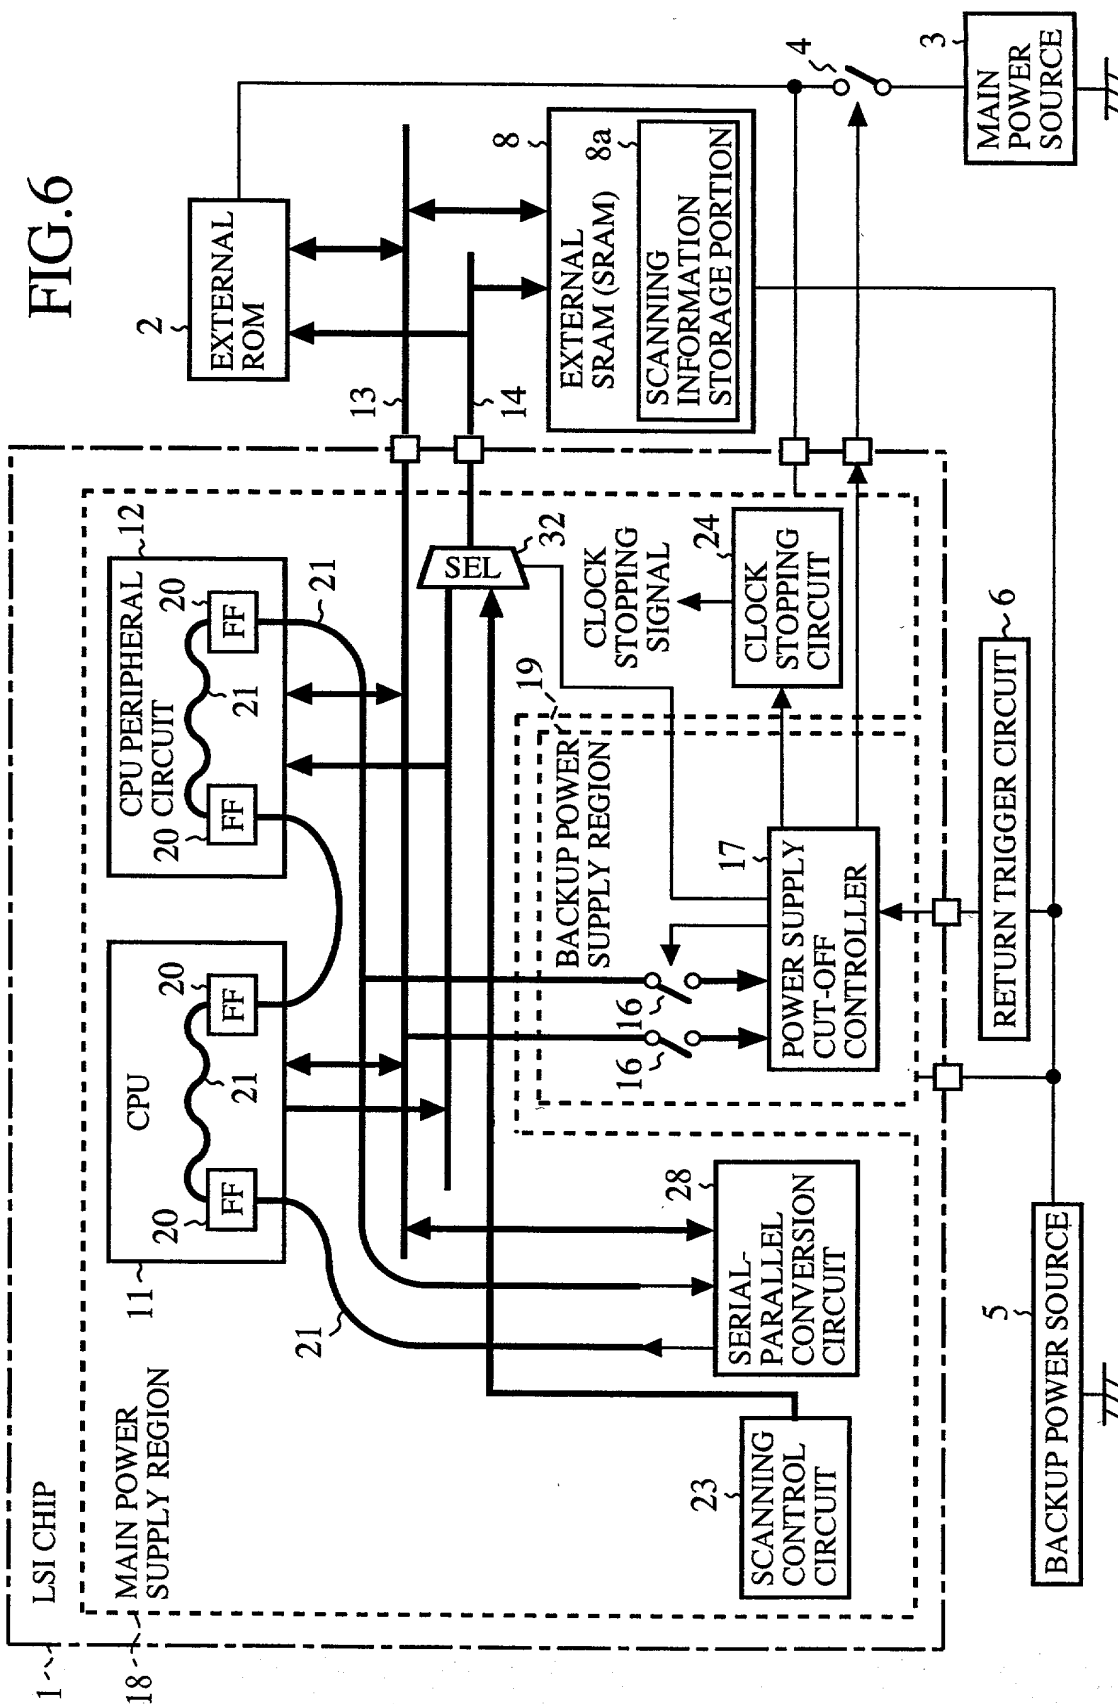 FIG.6
1
LSI CHIP
18
MAIN POWER
SUPPLY REGION
11
CPU
20
FF
21
20
FF
CPU PERIPHERAL
CIRCUIT
12
20
FF
21
20
FF
21
21
2
EXTERNAL
ROM
13
14
SEL
32
8
EXTERNAL
SRAM (SRAM)
8a
SCANNING
INFORMATION
STORAGE PORTION
CLOCK
STOPPING
SIGNAL
24
CLOCK
STOPPING
CIRCUIT
19
BACKUP POWER
SUPPLY REGION
16
16
17
POWER SUPPLY
CUT-OFF
CONTROLLER
28
SERIAL-
PARALLEL
CONVERSION
CIRCUIT
23
SCANNING
CONTROL
CIRCUIT
4
3
MAIN
POWER
SOURCE
6
RETURN TRIGGER CIRCUIT
5
BACKUP POWER SOURCE